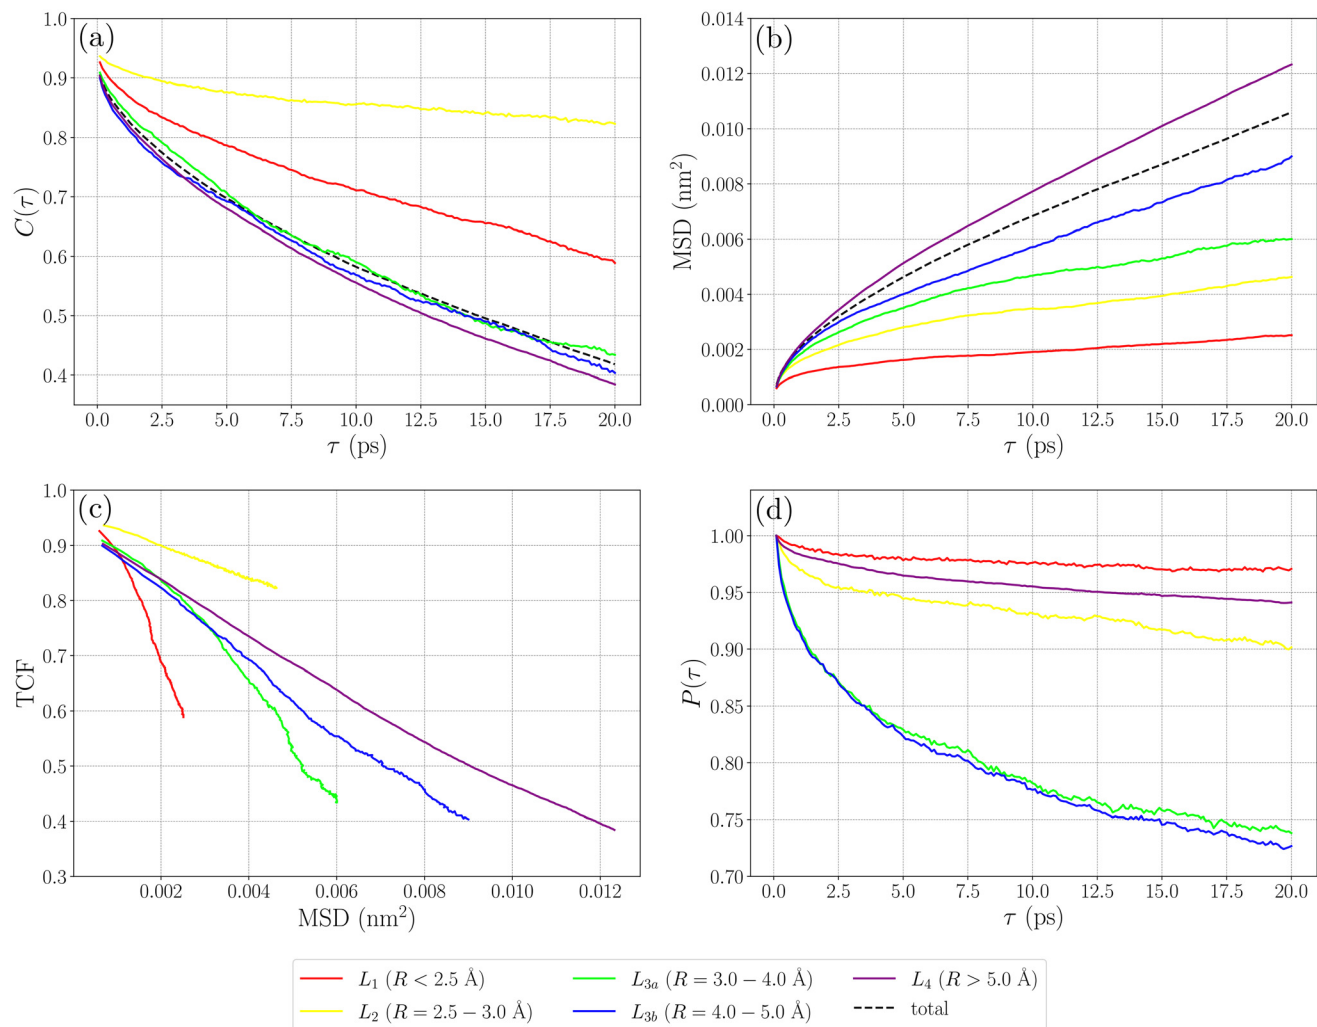 (a)
1.0
0.9
0.8
0.7
0.6
0.5
0.4
C(τ)
0.0 2.5 5.0 7.5 10.0 12.5 15.0 17.5 20.0
τ (ps)
(b)
0.014
0.012
0.010
0.008
0.006
0.004
0.002
0.000
MSD (nm²)
0.0 2.5 5.0 7.5 10.0 12.5 15.0 17.5 20.0
τ (ps)
(c)
1.0
0.9
0.8
0.7
0.6
0.5
0.4
0.3
TCF
0.002 0.004 0.006 0.008 0.010 0.012
MSD (nm²)
(d)
1.00
0.95
0.90
0.85
0.80
0.75
0.70
P(τ)
0.0 2.5 5.0 7.5 10.0 12.5 15.0 17.5 20.0
τ (ps)
L₁ (R < 2.5 Å)
L₂ (R = 2.5 − 3.0 Å)
L₃ₐ (R = 3.0 − 4.0 Å)
L_{3b} (R = 4.0 − 5.0 Å)
L₄ (R > 5.0 Å)
total